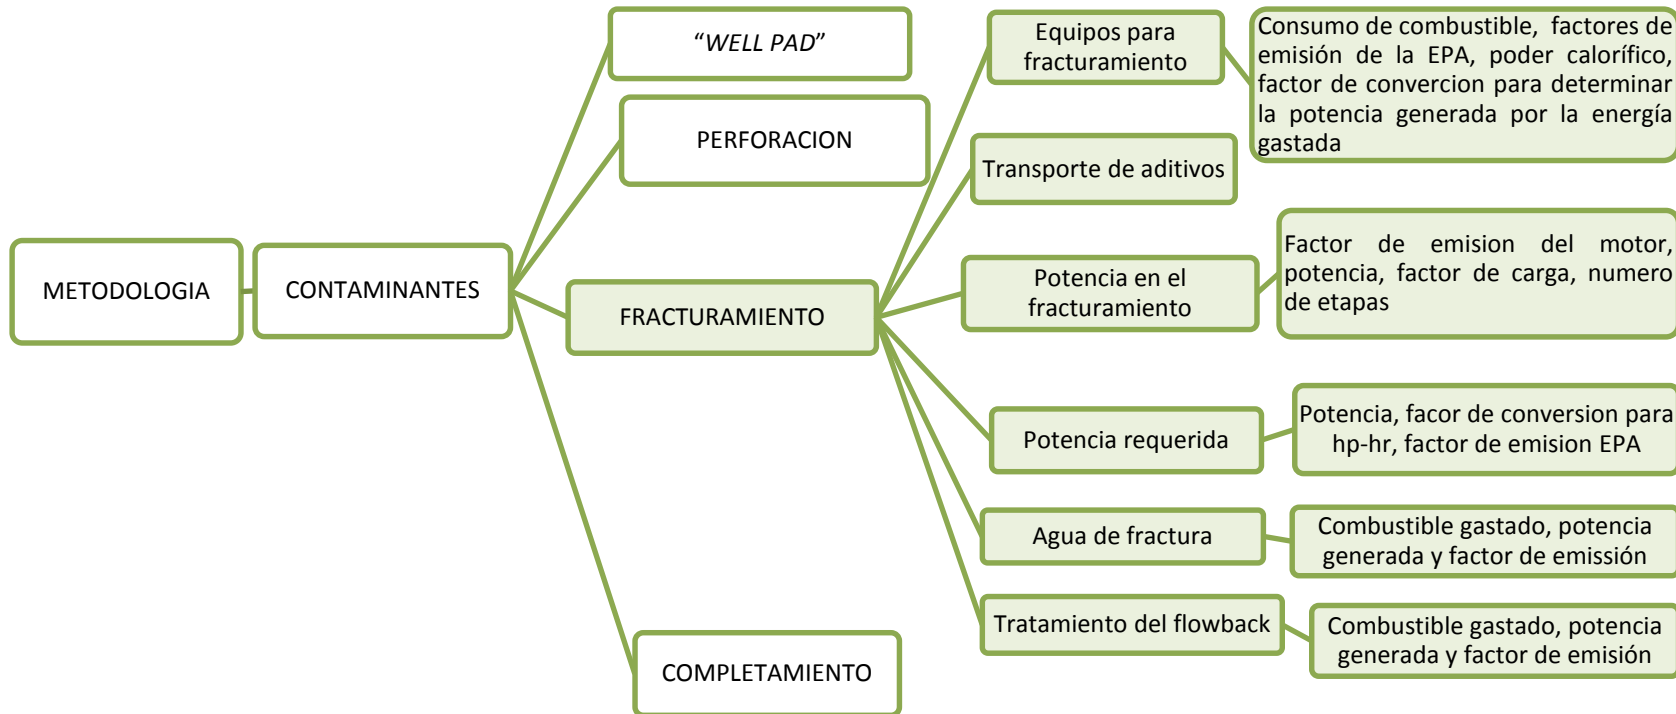 METODOLOGIA
CONTAMINANTES
“WELL PAD”
PERFORACION
FRACTURAMIENTO
COMPLETAMIENTO
Equipos para
fracturamiento
Consumo de combustible, factores de
emisión de la EPA, poder calorífico,
factor de convercion para determinar
la potencia generada por la energía
gastada
Transporte de aditivos
Potencia en el
fracturamiento
Factor de emision del motor,
potencia, factor de carga, numero
de etapas
Potencia requerida
Potencia, facor de conversion para
hp-hr, factor de emision EPA
Agua de fractura
Combustible gastado, potencia
generada y factor de emissión
Tratamiento del flowback
Combustible gastado, potencia
generada y factor de emisión